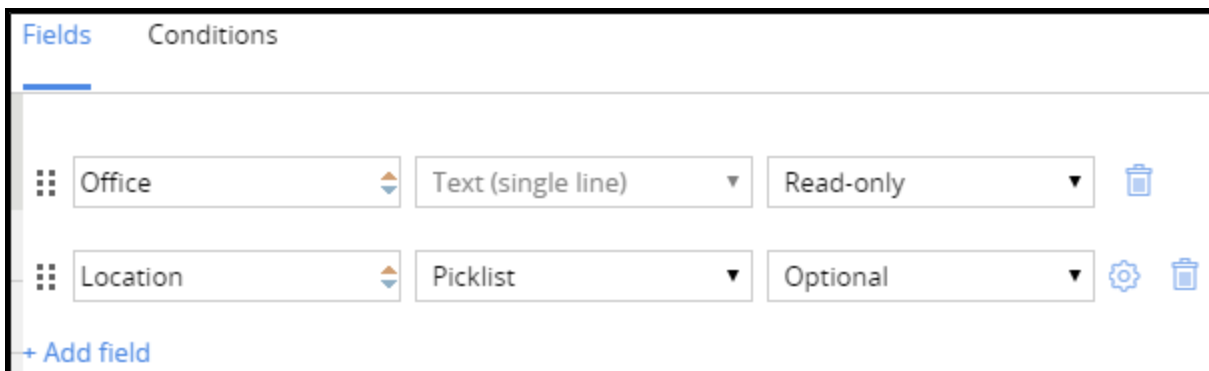 Fields Conditions
Office Text (single line) Read-only
Location Picklist Optional
+ Add field